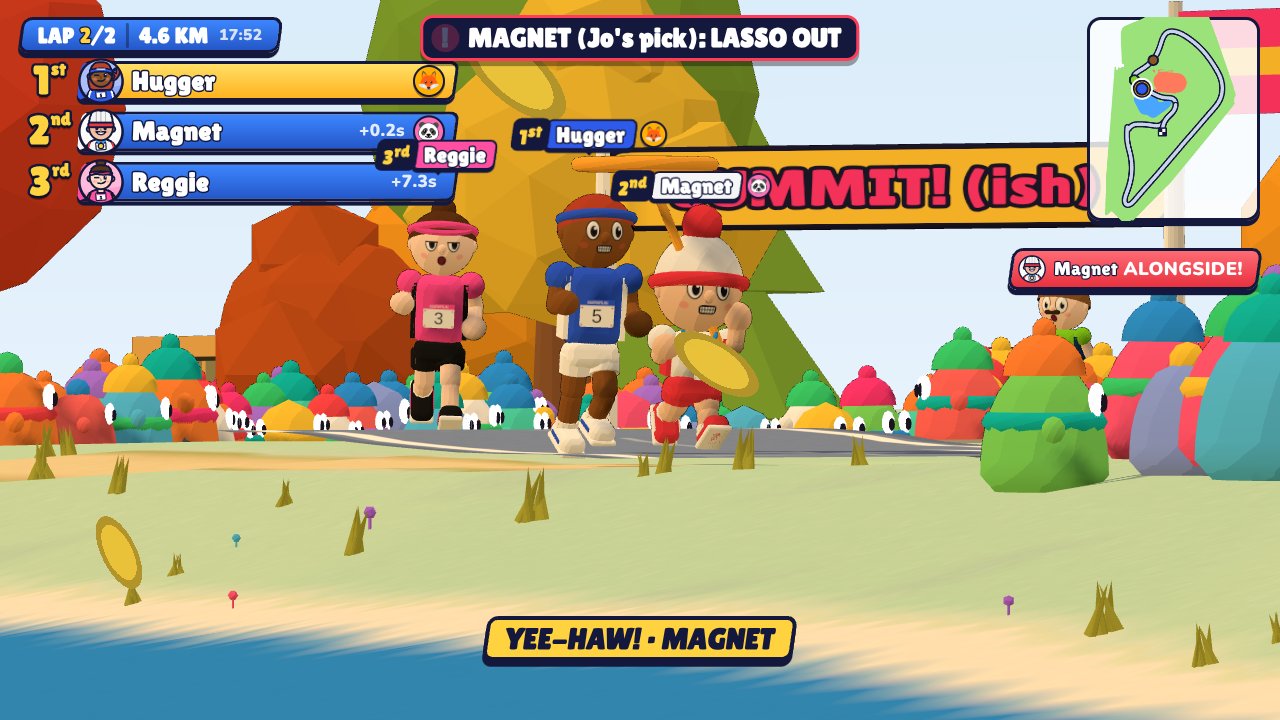 LAP 2/2 4.6 KM 17:52
MAGNET (Jo's pick): LASSO OUT
1st Hugger
2nd Magnet +0.2s
3rd Reggie +7.3s
3rd Reggie
1st Hugger
2nd Magnet
MMIT! (ish)
Magnet ALONGSIDE!
3
5
YEE-HAW! · MAGNET